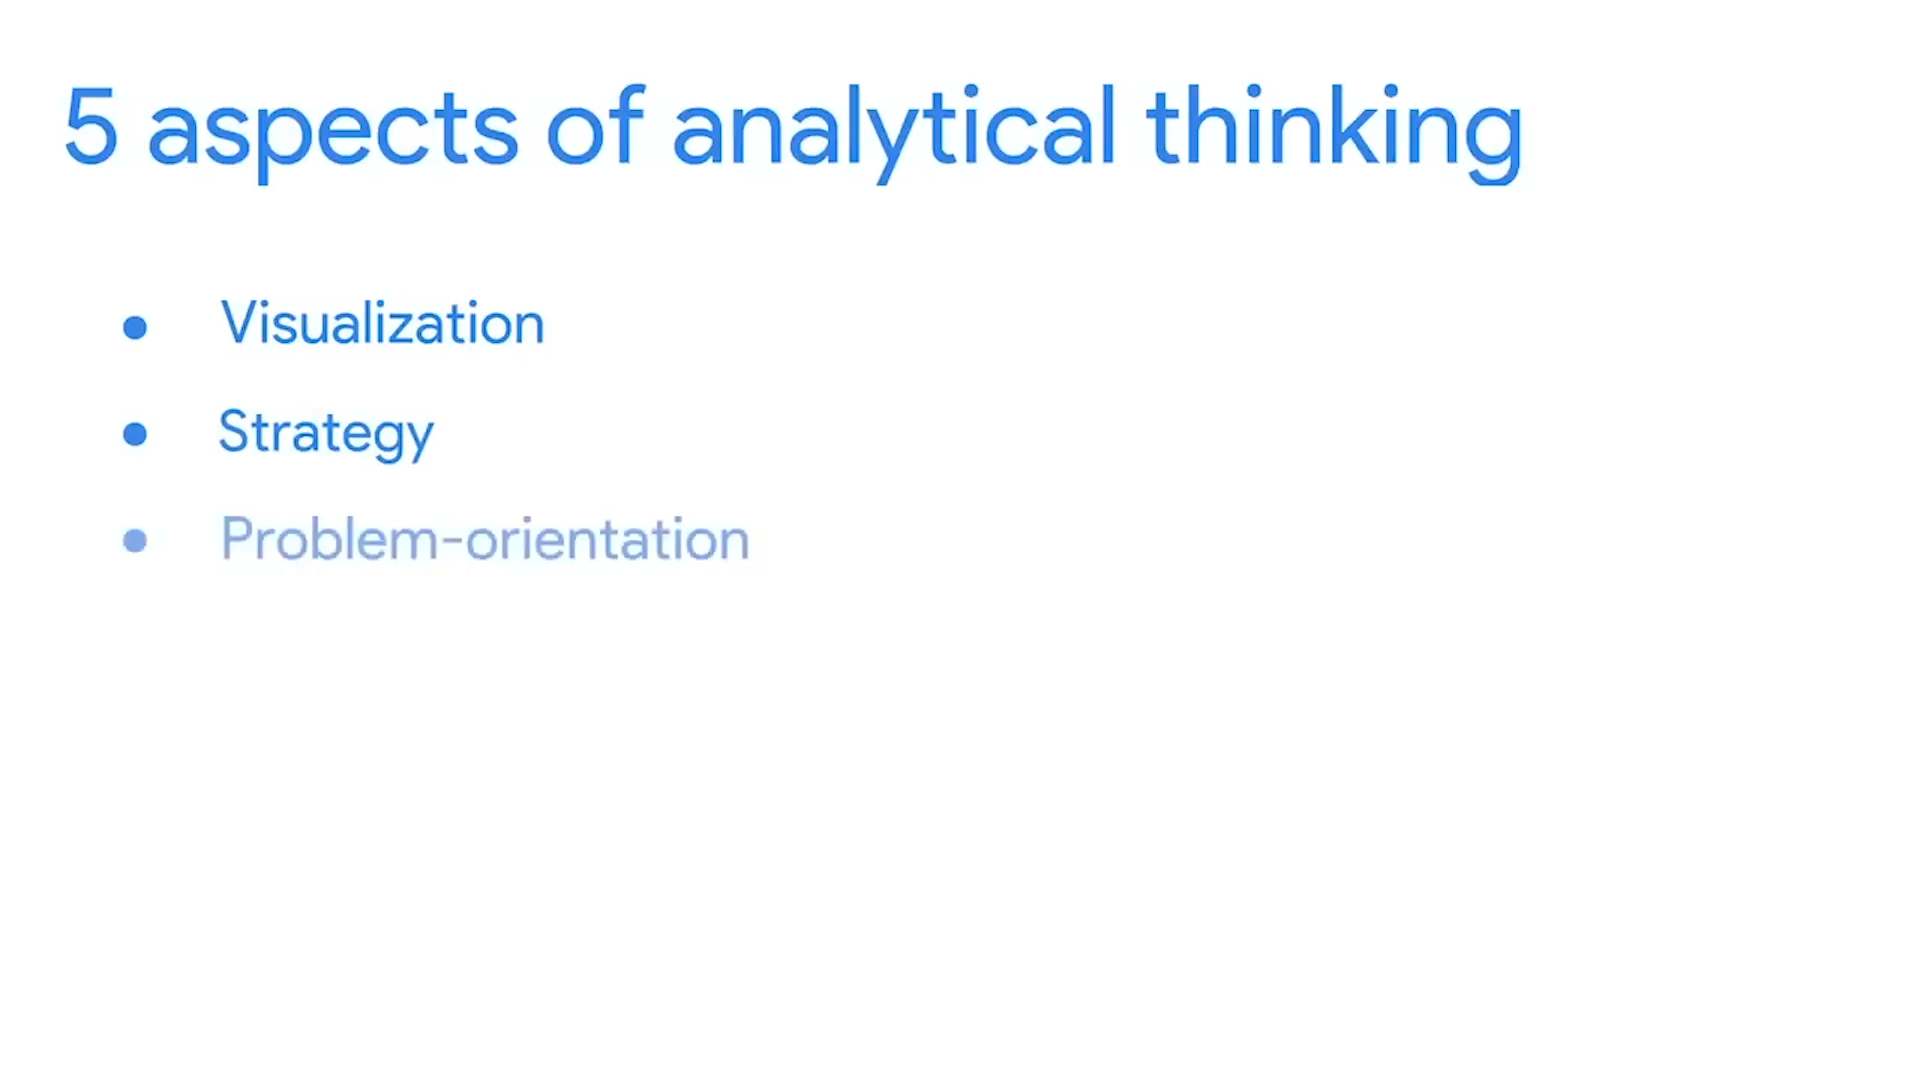 5 aspects of analytical thinking
• Visualization
• Strategy
• Problem-orientation